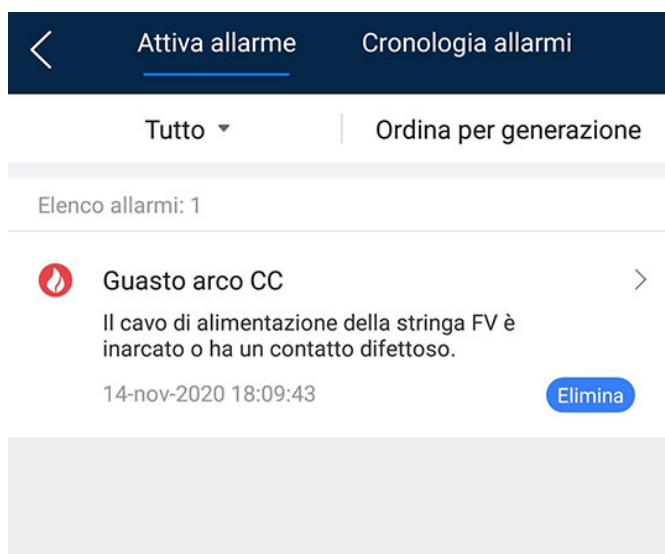 Attiva allarme
Cronologia allarmi
Tutto
Ordina per generazione
Elenco allarmi: 1
Guasto arco CC
Il cavo di alimentazione della stringa FV è
inarcato o ha un contatto difettoso.
14-nov-2020 18:09:43
Elimina